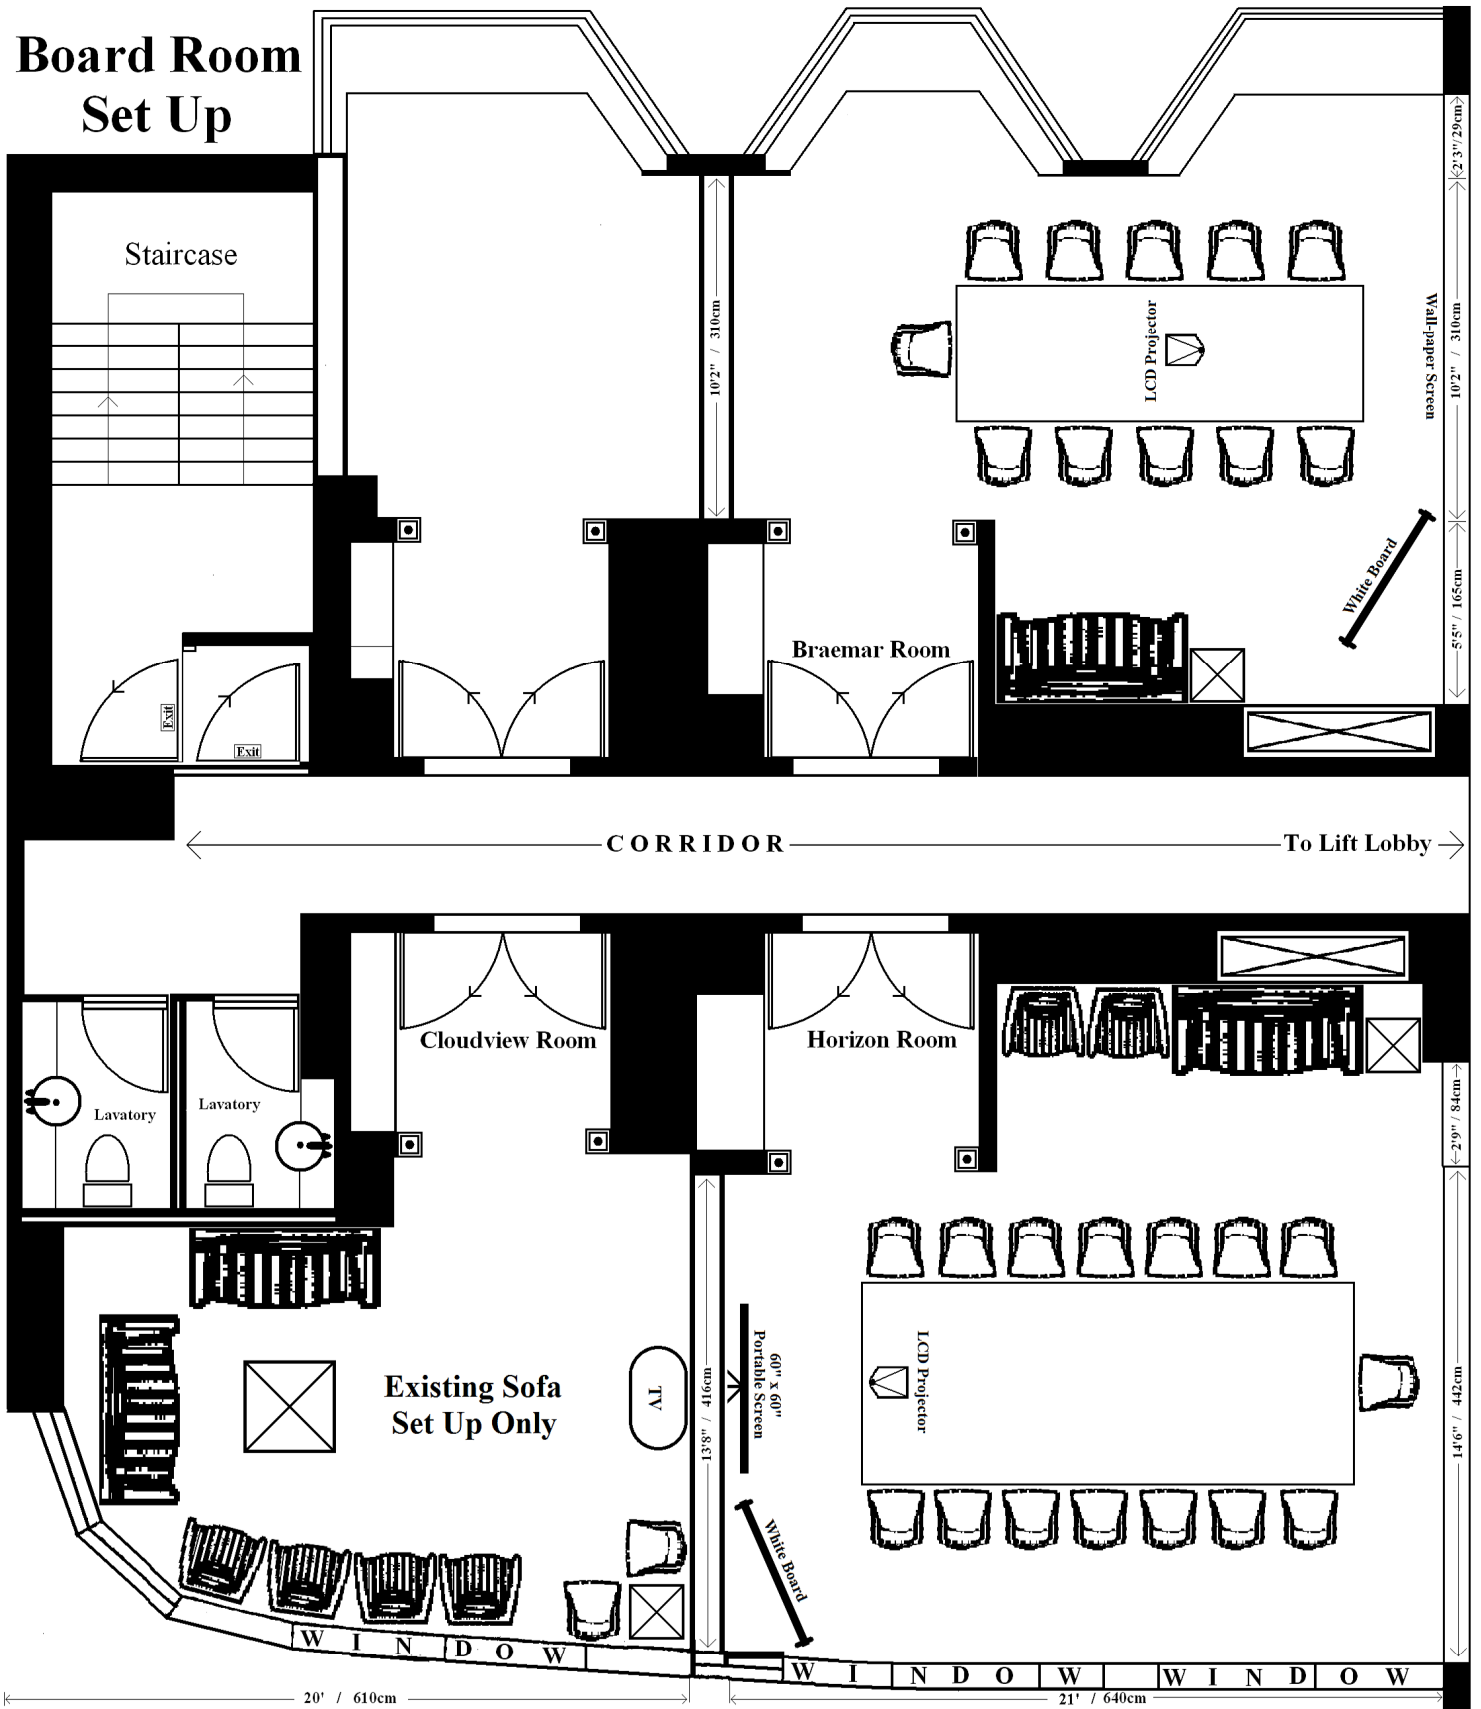 Board Room
Set Up
2'3"/29cm
Staircase
10'2" / 310cm
LCD Projector
Wall-paper Screen
10'2" / 310cm
White Board
5'5" / 165cm
Braemar Room
Exit
Exit
CORRIDOR
To Lift Lobby
Cloudview Room
Horizon Room
Lavatory
Lavatory
2'9" / 84cm
Existing Sofa
Set Up Only
TV
13'8" / 416cm
60" x 60"
Portable Screen
LCD Projector
14'6" / 442cm
White Board
WINDOW
WINDOW
WINDOW
20' / 610cm
21' / 640cm